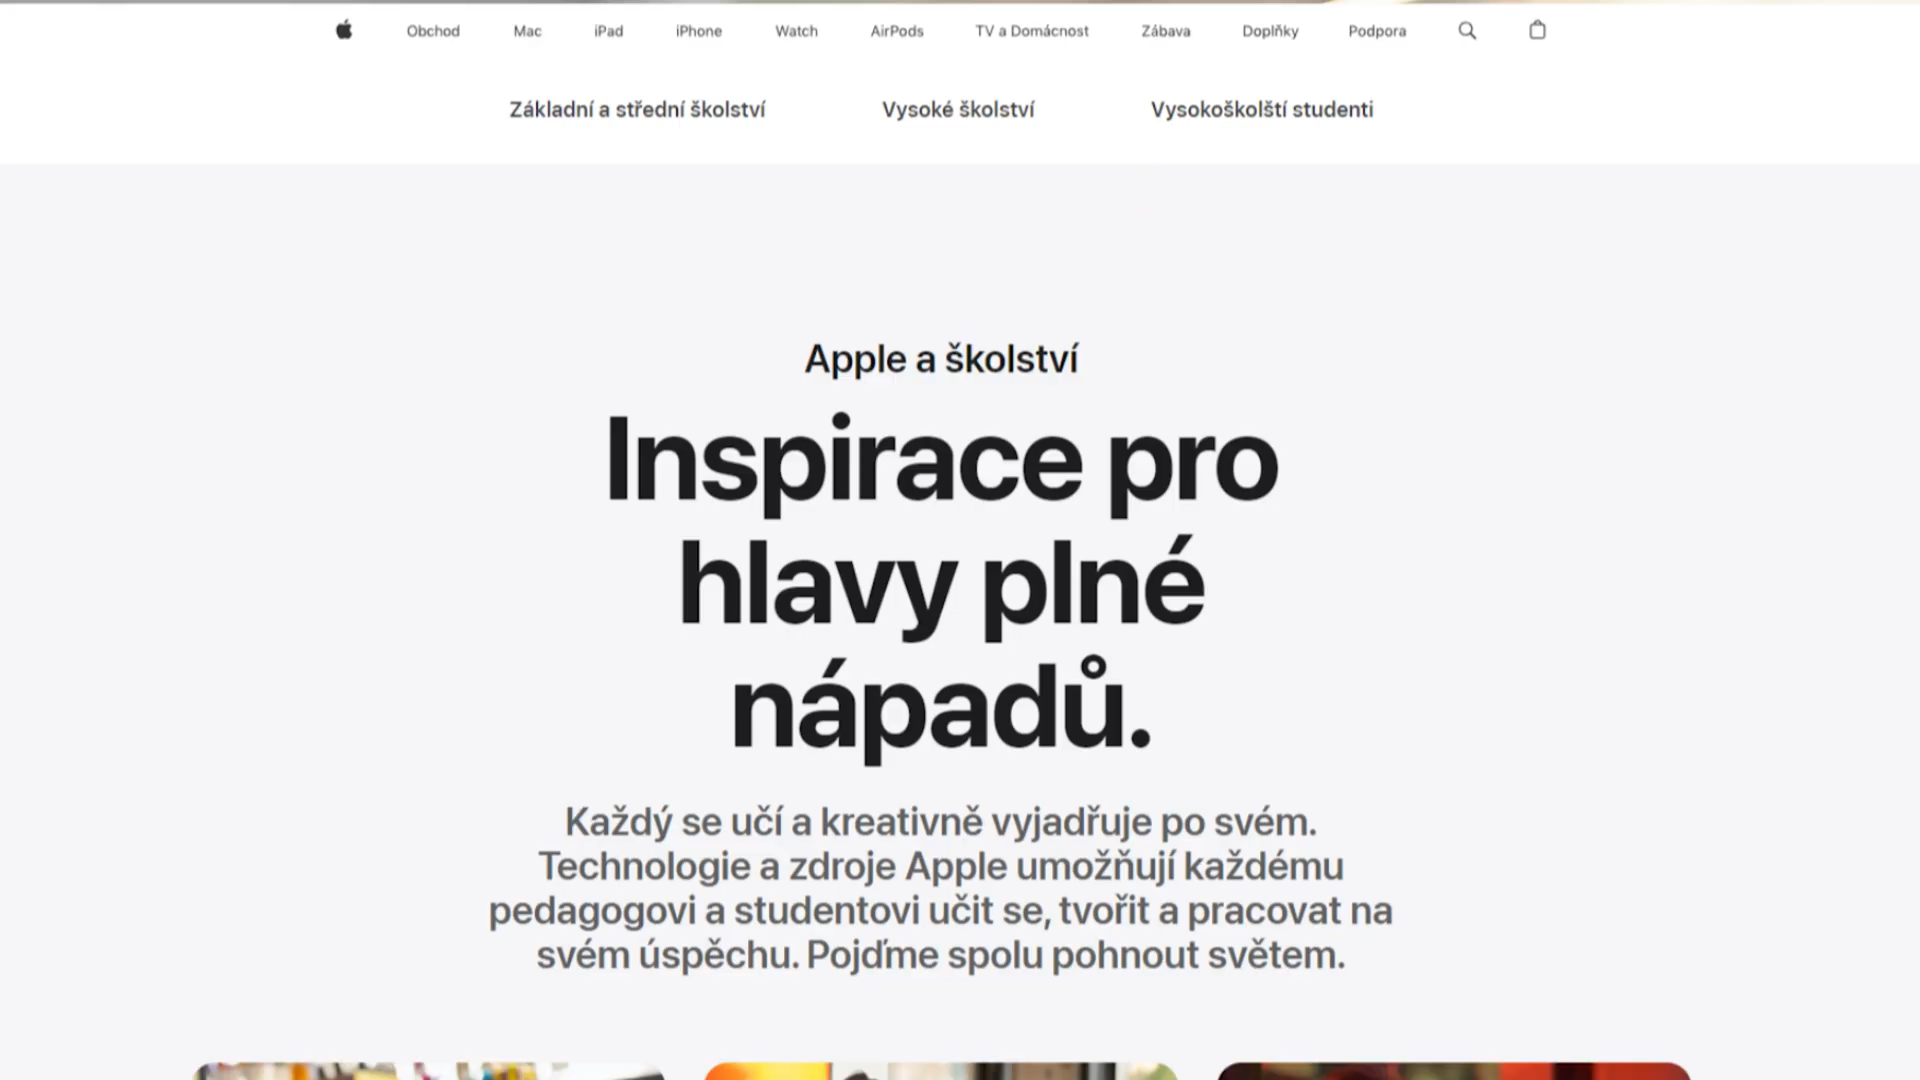 Obchod Mac iPad iPhone Watch AirPods TV a Domácnost Zábava Doplňky Podpora
Základní a střední školství Vysoké školství Vysokoškolští studenti
Apple a školství
Inspirace pro
hlavy plné
nápadů.
Každý se učí a kreativně vyjadřuje po svém.
Technologie a zdroje Apple umožňují každému
pedagogovi a studentovi učit se, tvořit a pracovat na
svém úspěchu. Pojďme spolu pohnout světem.